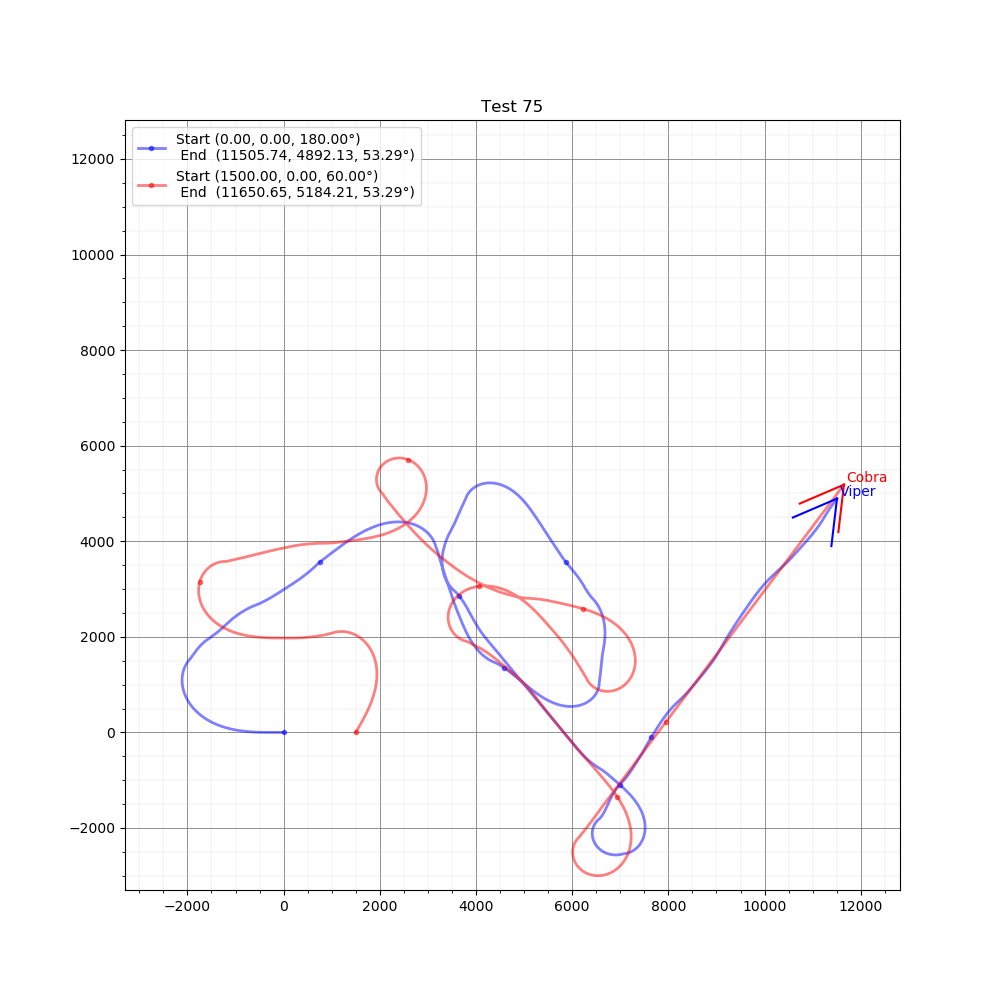 Test 75
Start (0.00, 0.00, 180.00°)
End  (11505.74, 4892.13, 53.29°)
Start (1500.00, 0.00, 60.00°)
End  (11650.65, 5184.21, 53.29°)
12000
10000
8000
6000
4000
2000
0
−2000
Cobra
Viper
−2000 0 2000 4000 6000 8000 10000 12000